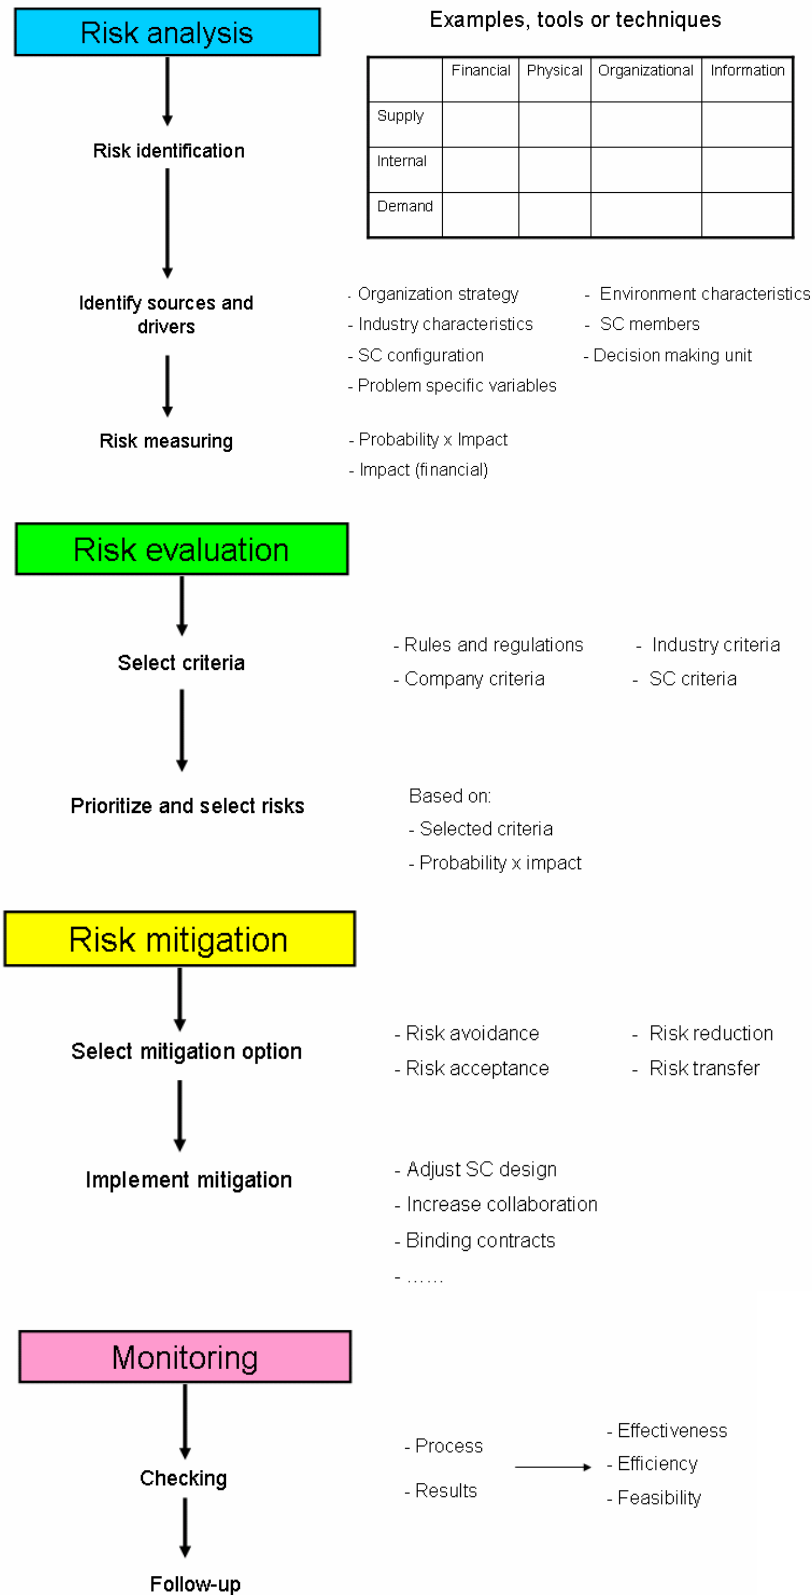 Risk analysis
Examples, tools or techniques
Financial Physical Organizational Information
Supply
Internal
Demand
Risk identification
Identify sources and
drivers
- Organization strategy - Environment characteristics
- Industry characteristics - SC members
- SC configuration - Decision making unit
- Problem specific variables
Risk measuring
- Probability x Impact
- Impact (financial)
Risk evaluation
Select criteria
- Rules and regulations - Industry criteria
- Company criteria - SC criteria
Prioritize and select risks
Based on:
- Selected criteria
- Probability x impact
Risk mitigation
Select mitigation option
- Risk avoidance - Risk reduction
- Risk acceptance - Risk transfer
Implement mitigation
- Adjust SC design
- Increase collaboration
- Binding contracts
- ……
Monitoring
Checking
- Process
- Results
- Effectiveness
- Efficiency
- Feasibility
Follow-up